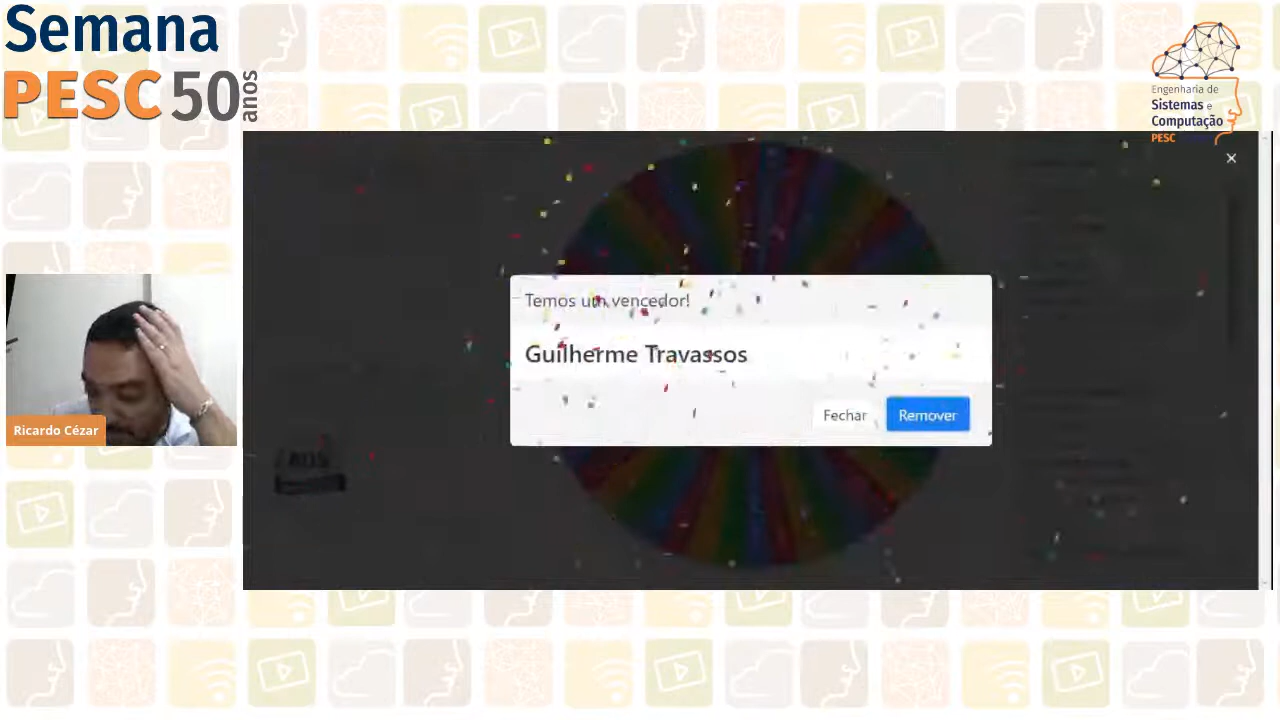 Semana
PESC 50 anos
Engenharia de
Sistemas e
Computação
PESC
Temos um vencedor!
Guilherme Travassos
Fechar Remover
Ricardo Cézar